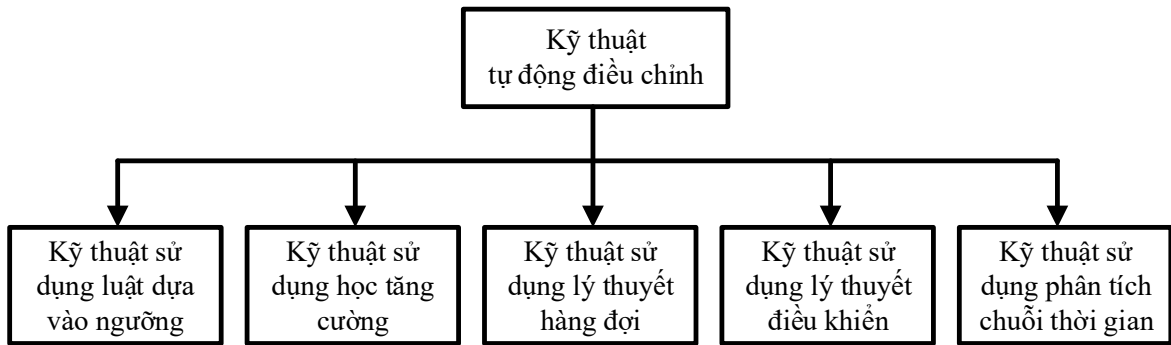 Kỹ thuật
tự động điều chỉnh
Kỹ thuật sử
dụng luật dựa
vào ngưỡng
Kỹ thuật sử
dụng học tăng
cường
Kỹ thuật sử
dụng lý thuyết
hàng đợi
Kỹ thuật sử
dụng lý thuyết
điều khiển
Kỹ thuật sử
dụng phân tích
chuỗi thời gian